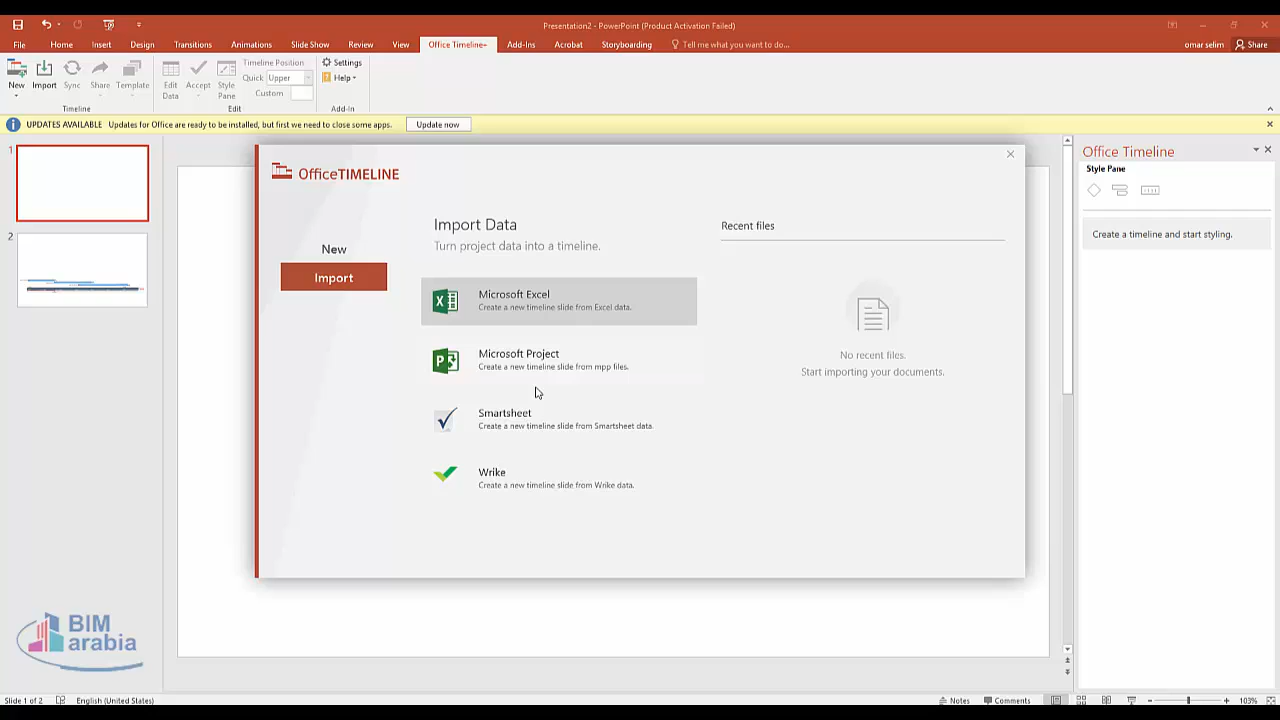 Presentation2 - PowerPoint (Product Activation Failed)
File Home Insert Design Transitions Animations Slide Show Review View Office Timeline+ Add-Ins Acrobat Storyboarding Tell me what you want to do... omar selim Share
New Import Sync Share Template
Timeline
Edit Data Accept Style Pane
Timeline Position
Quick Upper
Custom
Edit
Settings
Help
Add-In
UPDATES AVAILABLE Updates for Office are ready to be installed, but first we need to close some apps. Update now
1
2
OfficeTIMELINE
New
Import
Import Data
Turn project data into a timeline.
Microsoft Excel
Create a new timeline slide from Excel data.
Microsoft Project
Create a new timeline slide from mpp files.
Smartsheet
Create a new timeline slide from Smartsheet data.
Wrike
Create a new timeline slide from Wrike data.
Recent files
No recent files.
Start importing your documents.
Office Timeline
Style Pane
Create a timeline and start styling.
BIM
arabia
Slide 1 of 2 English (United States) Notes Comments 103%